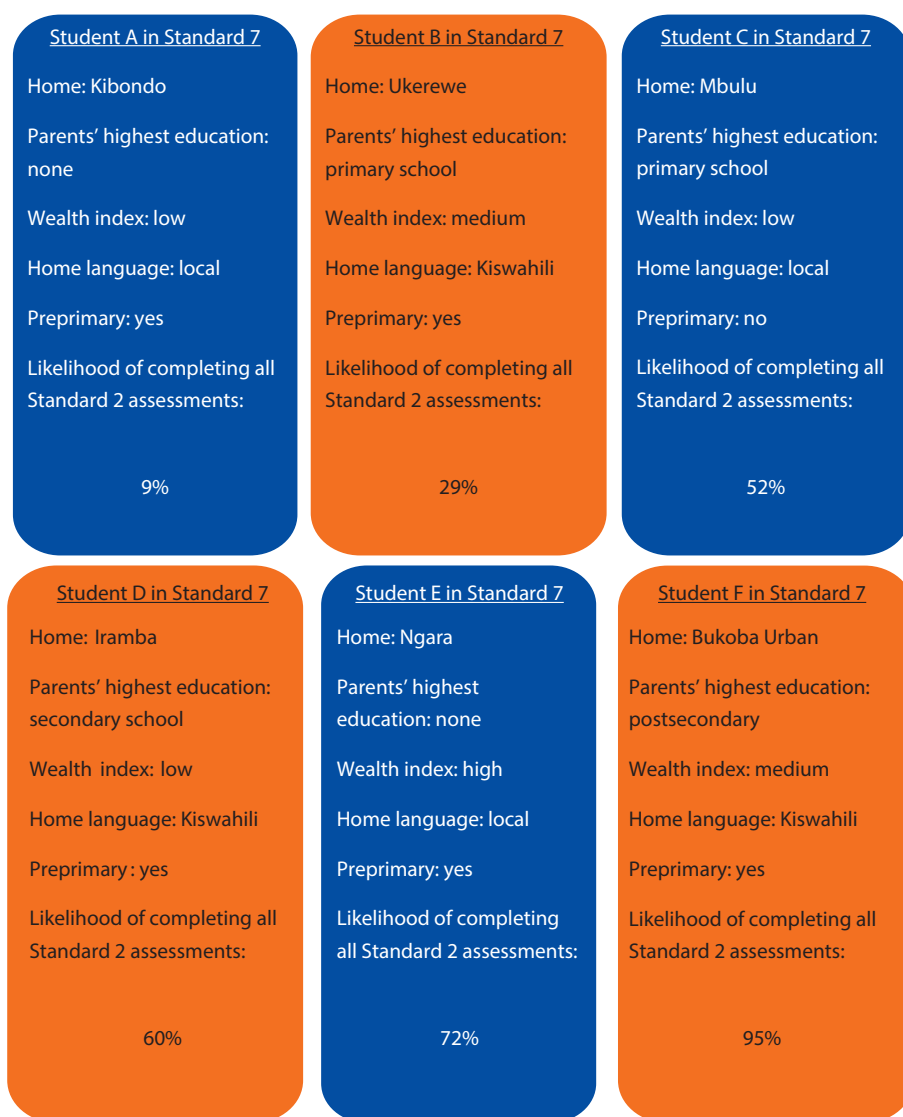 Student A in Standard 7
Home: Kibondo
Parents’ highest education:
none
Wealth index: low
Home language: local
Preprimary: yes
Likelihood of completing all
Standard 2 assessments:
9%
Student B in Standard 7
Home: Ukerewe
Parents’ highest education:
primary school
Wealth index: medium
Home language: Kiswahili
Preprimary: yes
Likelihood of completing all
Standard 2 assessments:
29%
Student C in Standard 7
Home: Mbulu
Parents’ highest education:
primary school
Wealth index: low
Home language: local
Preprimary: no
Likelihood of completing all
Standard 2 assessments:
52%
Student D in Standard 7
Home: Iramba
Parents’ highest education:
secondary school
Wealth index: low
Home language: Kiswahili
Preprimary : yes
Likelihood of completing all
Standard 2 assessments:
60%
Student E in Standard 7
Home: Ngara
Parents’ highest
education: none
Wealth index: high
Home language: local
Preprimary: yes
Likelihood of completing
all Standard 2 assessments:
72%
Student F in Standard 7
Home: Bukoba Urban
Parents’ highest education:
postsecondary
Wealth index: medium
Home language: Kiswahili
Preprimary: yes
Likelihood of completing all
Standard 2 assessments:
95%